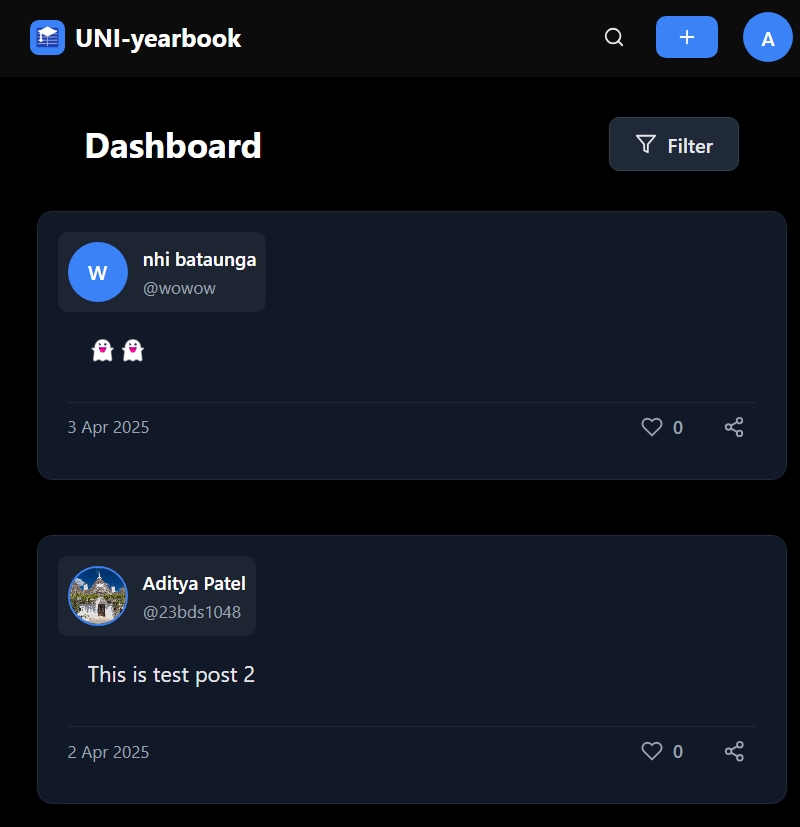 UNI-yearbook
A
Dashboard
Filter
W
nhi bataunga
@wowow
👻 👻
3 Apr 2025
0
Aditya Patel
@23bds1048
This is test post 2
2 Apr 2025
0